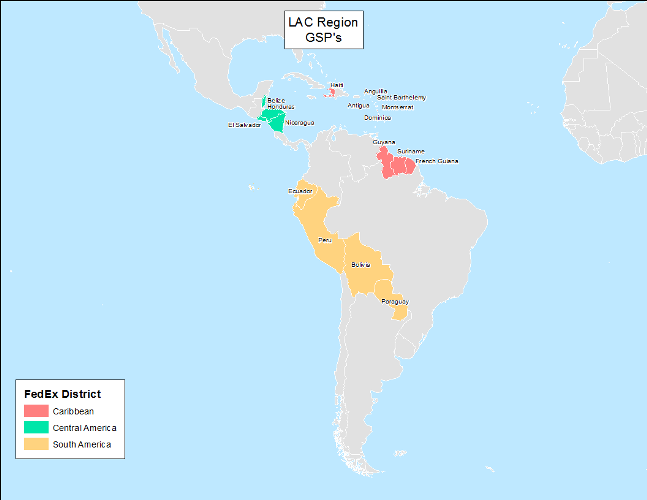 LAC Region
GSP's
Haiti
Anguilla
Saint Barthelemy
Belize
Antigua
Montserrat
Honduras
Dominica
El Salvador
Nicaragua
Guyana
Suriname
French Guiana
Ecuador
Peru
Bolivia
Paraguay
FedEx District
Caribbean
Central America
South America